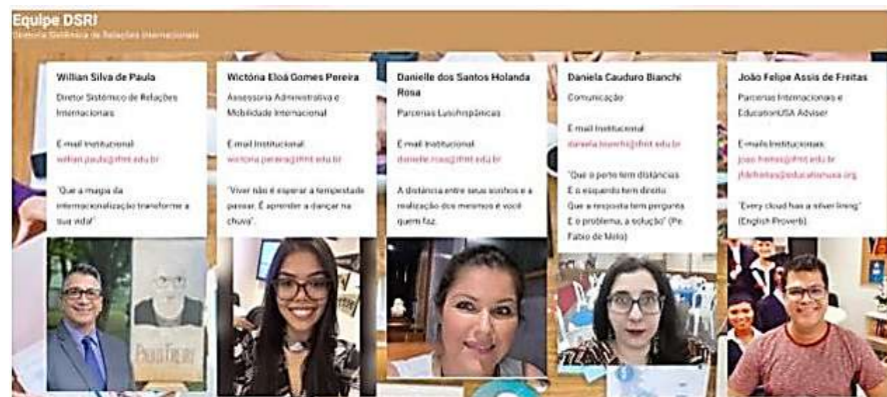 Equipe DSRI
Diretoria Sistêmica de Relações Internacionais
Willian Silva de Paula
Diretor Sistêmico de Relações
Internacionais
E-mail Institucional:
willian.paula@ifmt.edu.br
"Que a magia da
internacionalização transforme a
sua vida!"
Wictória Eloá Gomes Pereira
Assessoria Administrativa e
Mobilidade Internacional
E-mail Institucional:
wictoria.pereira@ifmt.edu.br
"Viver não é esperar a tempestade
passar. É aprender a dançar na
chuva".
Danielle dos Santos Holanda
Rosa
Parcerias Lusohispânicas
E-mail Institucional:
danielle.rosa@ifmt.edu.br
A distância entre seus sonhos e a
realização dos mesmos é você
quem faz.
Daniela Cauduro Bianchi
Comunicação
E-mail Institucional:
daniela.bianchi@ifmt.edu.br
"Que o perto tem distâncias
E o esquerdo tem direito
Que a resposta tem pergunta
E o problema, a solução" (Pe.
Fabio de Melo)
João Felipe Assis de Freitas
Parcerias Internacionais e
EducationUSA Adviser
E-mails Institucionais:
joao.freitas@ifmt.edu.br
jfdefreitas@educationusa.org
"Every cloud has a silver lining"
(English Proverb)
PAULO FREIRE